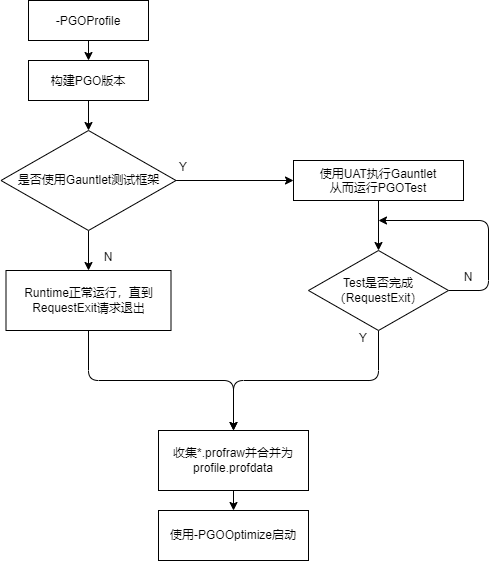 -PGOProfile
构建PGO版本
是否使用Gauntlet测试框架
Y
使用UAT执行Gauntlet
从而运行PGOTest
N
Runtime正常运行，直到
RequestExit请求退出
Test是否完成
（RequestExit）
N
Y
收集*.profraw并合并为
profile.profdata
使用-PGOOptimize启动